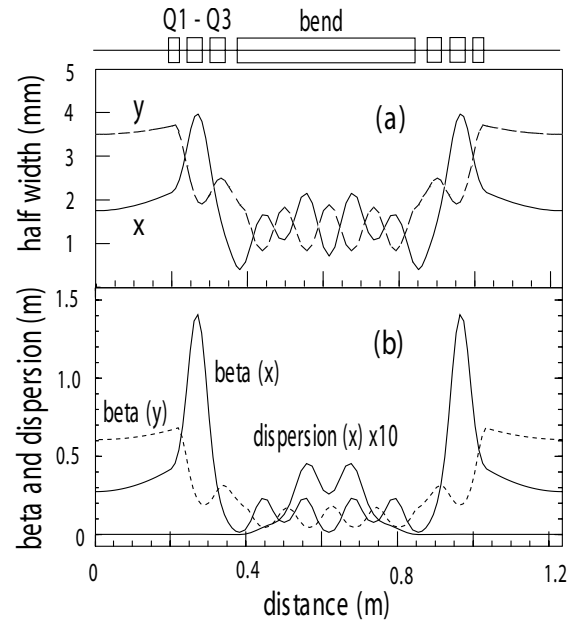 Q1 - Q3
bend
5
4
3
2
1
half width (mm)
y
x
(a)
1.5
1.0
0.5
0
beta and dispersion (m)
(b)
beta (x)
beta (y)
dispersion (x) x10
0
0.4
0.8
1.2
distance (m)